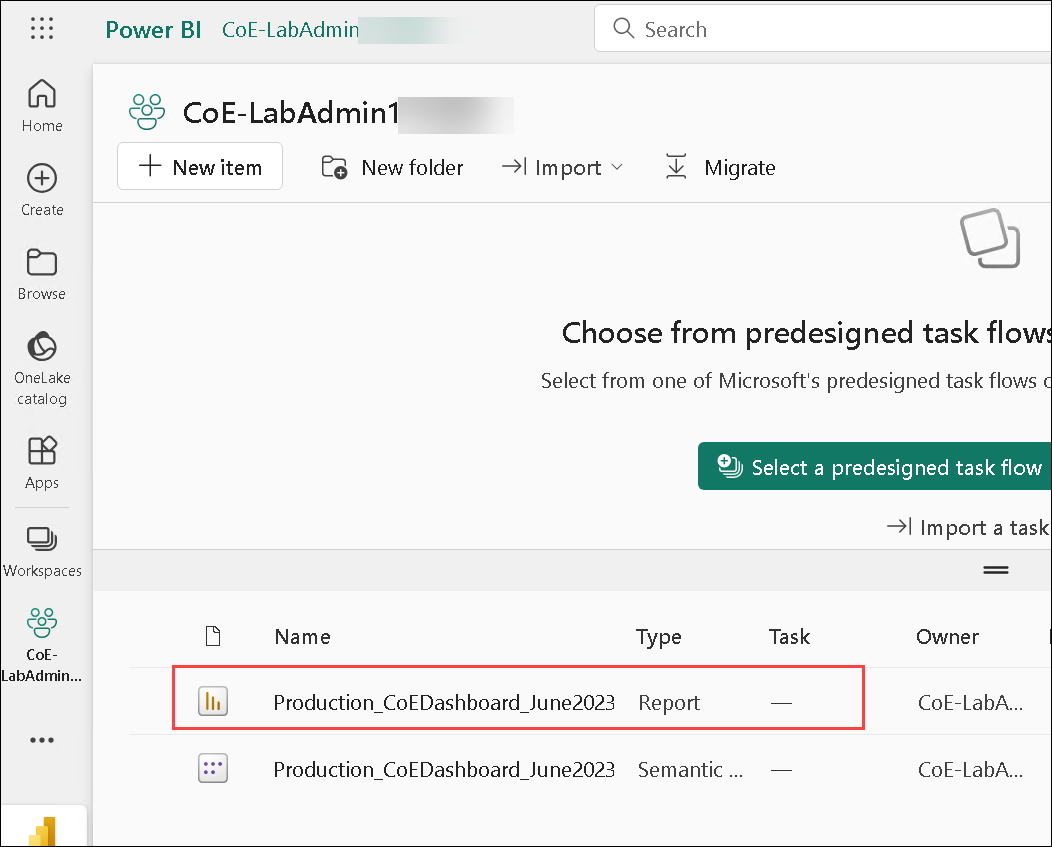 Power BI CoE-LabAdmin
Search
Home
Create
Browse
OneLake
catalog
Apps
Workspaces
CoE-
LabAdmin...
CoE-LabAdmin1
New item New folder Import Migrate
Choose from predesigned task flows
Select from one of Microsoft's predesigned task flows
Select a predesigned task flow
Import a task
Name Type Task Owner
Production_CoEDashboard_June2023 Report — CoE-LabA...
Production_CoEDashboard_June2023 Semantic ... — CoE-LabA...